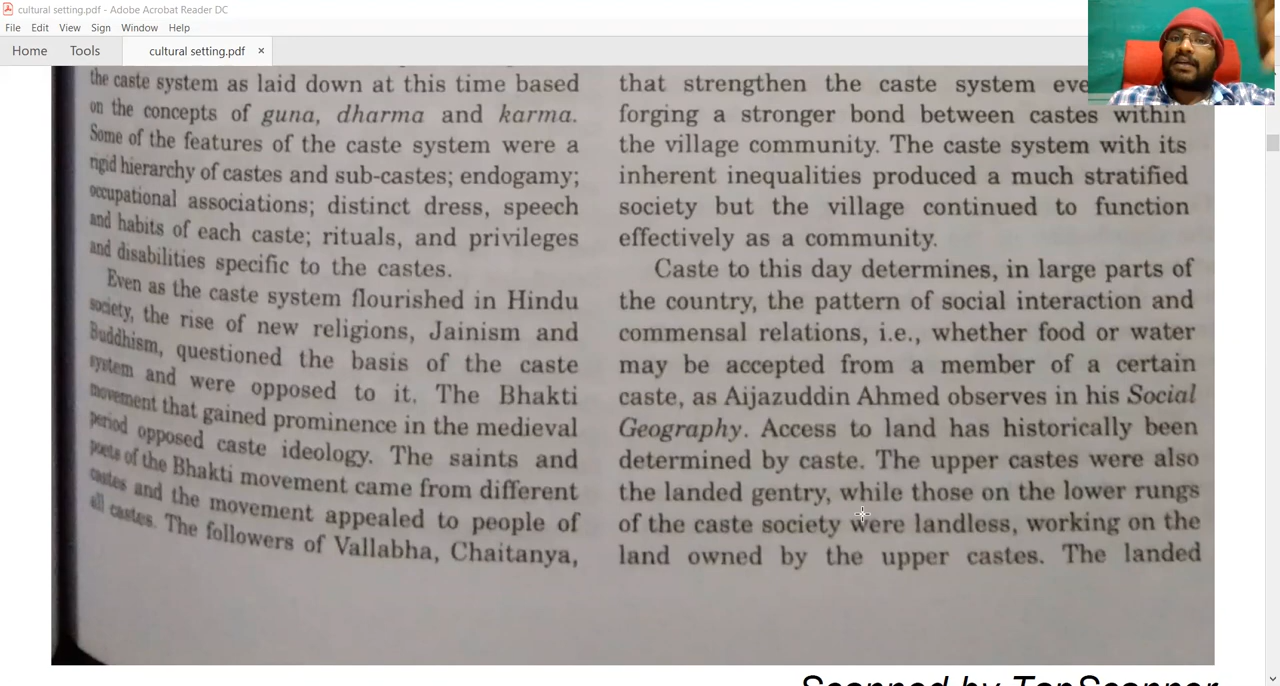 cultural setting.pdf - Adobe Acrobat Reader DC
File Edit View Sign Window Help
Home Tools cultural setting.pdf ×
the caste system as laid down at this time based
on the concepts of guna, dharma and karma.
Some of the features of the caste system were a
rigid hierarchy of castes and sub-castes; endogamy;
occupational associations; distinct dress, speech
and habits of each caste; rituals, and privileges
and disabilities specific to the castes.
Even as the caste system flourished in Hindu
society, the rise of new religions, Jainism and
Buddhism, questioned the basis of the caste
system and were opposed to it. The Bhakti
movement that gained prominence in the medieval
period opposed caste ideology. The saints and
poets of the Bhakti movement came from different
castes and the movement appealed to people of
all castes. The followers of Vallabha, Chaitanya,
that strengthen the caste system
forging a stronger bond between castes within
the village community. The caste system with its
inherent inequalities produced a much stratified
society but the village continued to function
effectively as a community.
Caste to this day determines, in large parts of
the country, the pattern of social interaction and
commensal relations, i.e., whether food or water
may be accepted from a member of a certain
caste, as Aijazuddin Ahmed observes in his Social
Geography. Access to land has historically been
determined by caste. The upper castes were also
the landed gentry, while those on the lower rungs
of the caste society were landless, working on the
land owned by the upper castes. The landed
Scanned by TapScanner